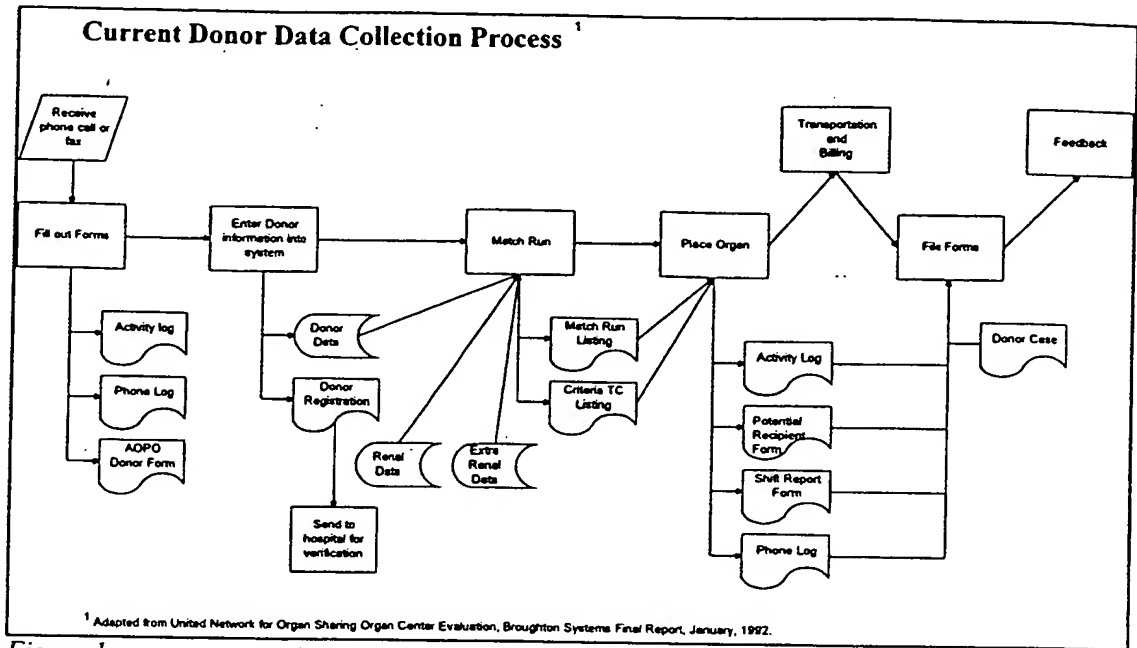 Current Donor Data Collection Process 1
Receive
phone call or
fax
Transportation
and
Billing
Feedback
Fill out Forms
Enter Donor
information into
system
Match Run
Place Organ
File Forms
Activity log
Phone Log
AOPO
Donor Form
Donor
Data
Donor
Registration
Send to
hospital for
verification
Renal
Data
Extra
Renal
Data
Match Run
Listing
Criteria TC
Listing
Activity Log
Potential
Recipient
Form
Shift Report
Form
Phone Log
Donor Case
1 Adapted from United Network for Organ Sharing Organ Center Evaluation, Broughton Systems Final Report, January, 1992.